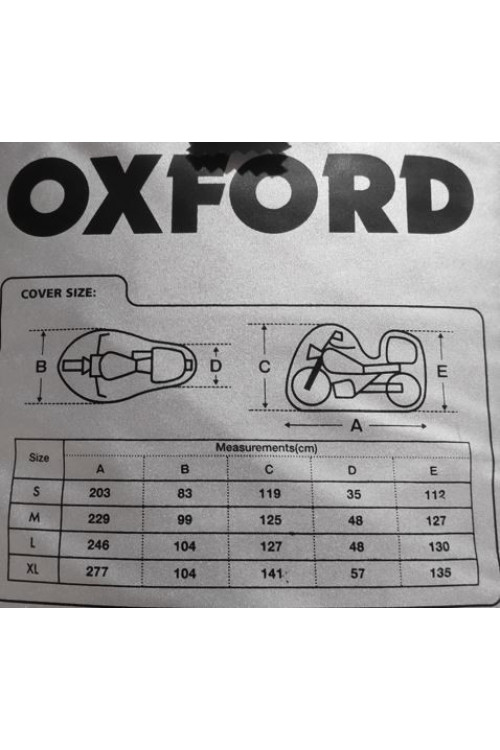 OXFORD
COVER SIZE:
B D C E
A
Size Measurements(cm)
A B C D E
S 203 83 119 35 112
M 229 99 125 48 127
L 246 104 127 48 130
XL 277 104 141 57 135